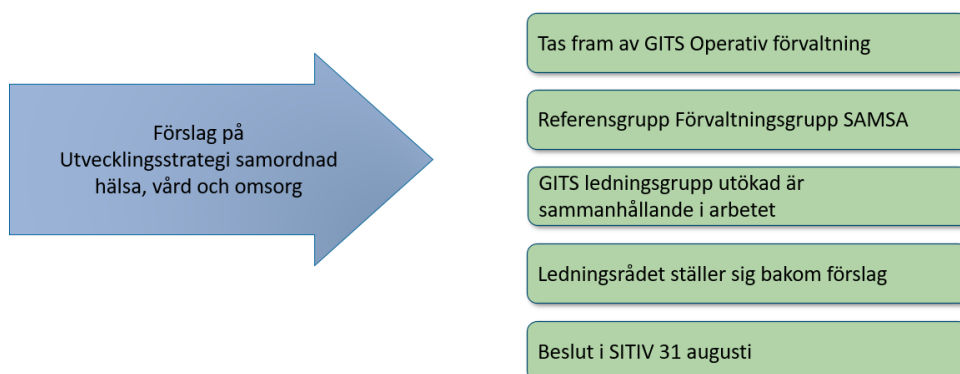 Förslag på
Utvecklingsstrategi samordnad
hälsa, vård och omsorg
Tas fram av GITS Operativ förvaltning
Referensgrupp Förvaltningsgrupp SAMSA
GITS ledningsgrupp utökad är
sammanhållande i arbetet
Ledningsrådet ställer sig bakom förslag
Beslut i SITIV 31 augusti